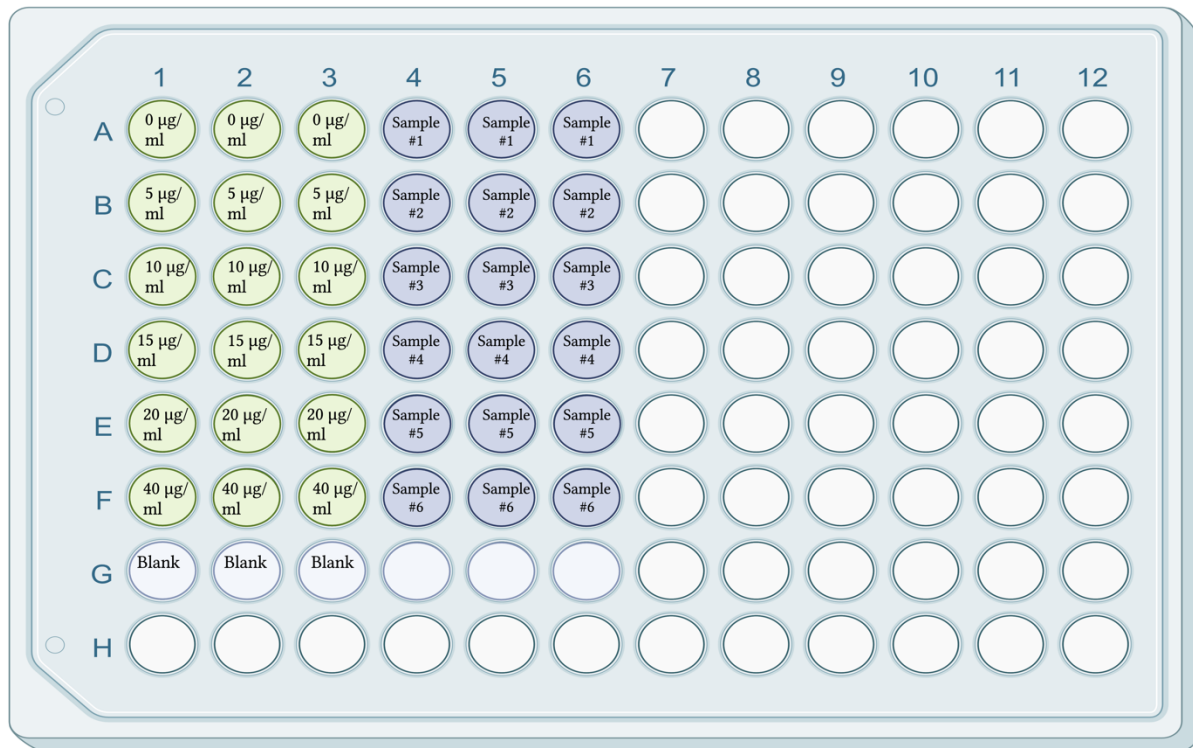 1 2 3 4 5 6 7 8 9 10 11 12
A 0 µg/ 0 µg/ 0 µg/ Sample Sample Sample
ml ml ml #1 #1 #1
B 5 µg/ 5 µg/ 5 µg/ Sample Sample Sample
ml ml ml #2 #2 #2
C 10 µg/ 10 µg/ 10 µg/ Sample Sample Sample
ml ml ml #3 #3 #3
D 15 µg/ 15 µg/ 15 µg/ Sample Sample Sample
ml ml ml #4 #4 #4
E 20 µg/ 20 µg/ 20 µg/ Sample Sample Sample
ml ml ml #5 #5 #5
F 40 µg/ 40 µg/ 40 µg/ Sample Sample Sample
ml ml ml #6 #6 #6
G Blank Blank Blank
H